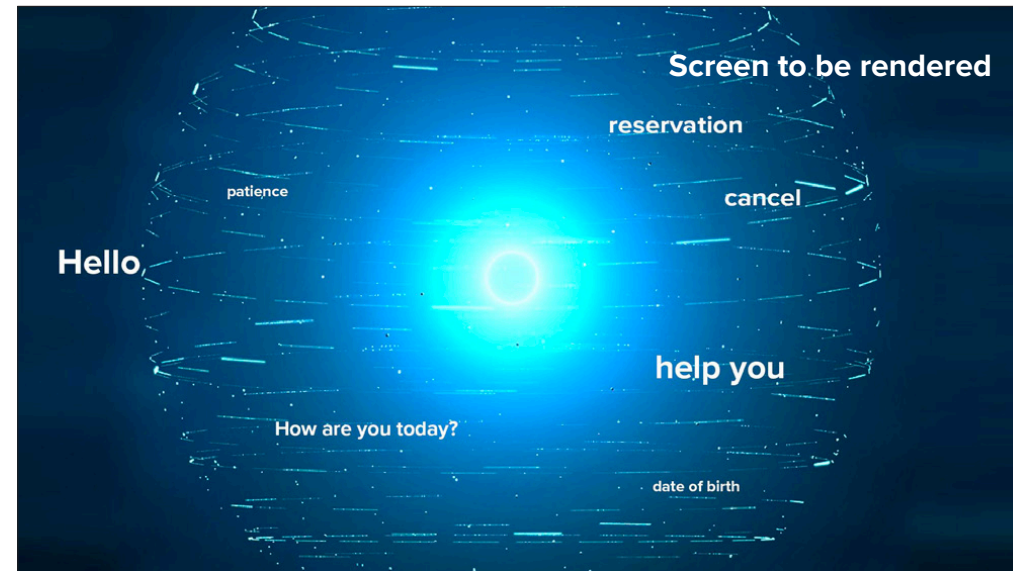 Screen to be rendered
reservation
patience
cancel
Hello
help you
How are you today?
date of birth